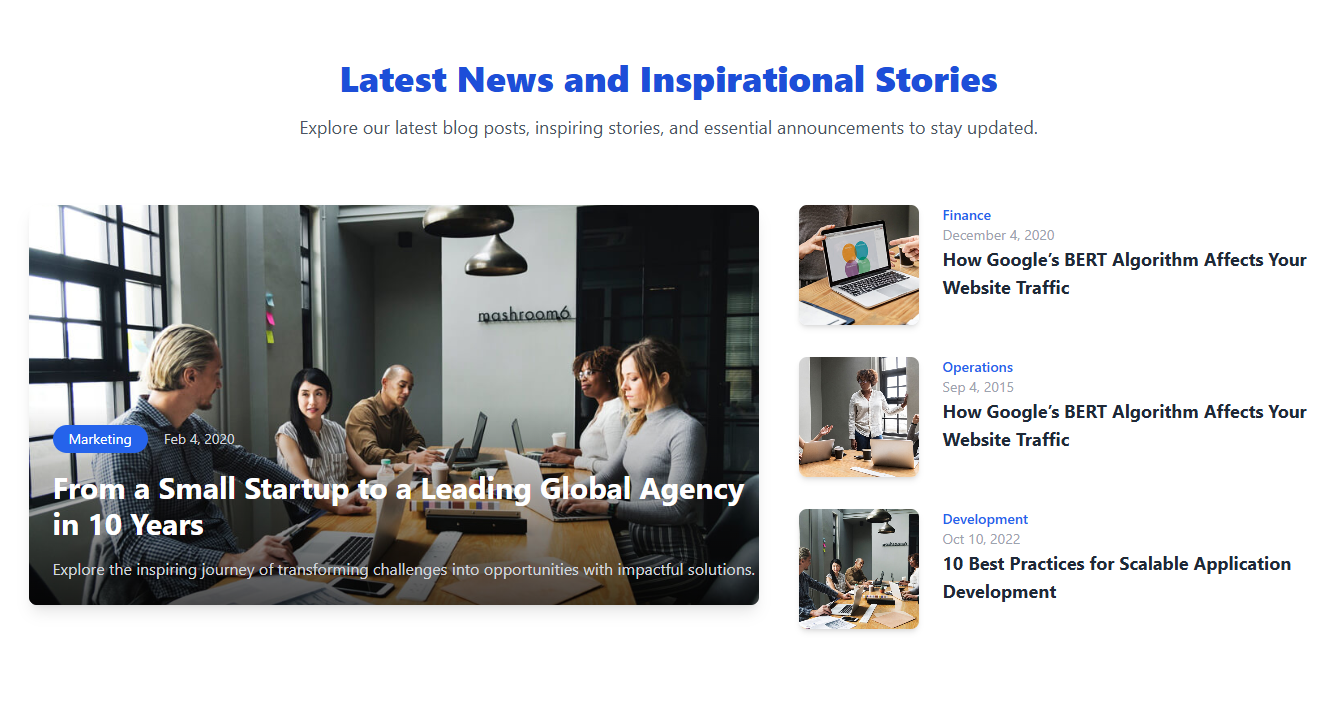 Latest News and Inspirational Stories
Explore our latest blog posts, inspiring stories, and essential announcements to stay updated.
mashroom6
Marketing
Feb 4, 2020
From a Small Startup to a Leading Global Agency
in 10 Years
Explore the inspiring journey of transforming challenges into opportunities with impactful solutions.
Finance
December 4, 2020
How Google’s BERT Algorithm Affects Your
Website Traffic
Operations
Sep 4, 2015
How Google’s BERT Algorithm Affects Your
Website Traffic
Development
Oct 10, 2022
10 Best Practices for Scalable Application
Development